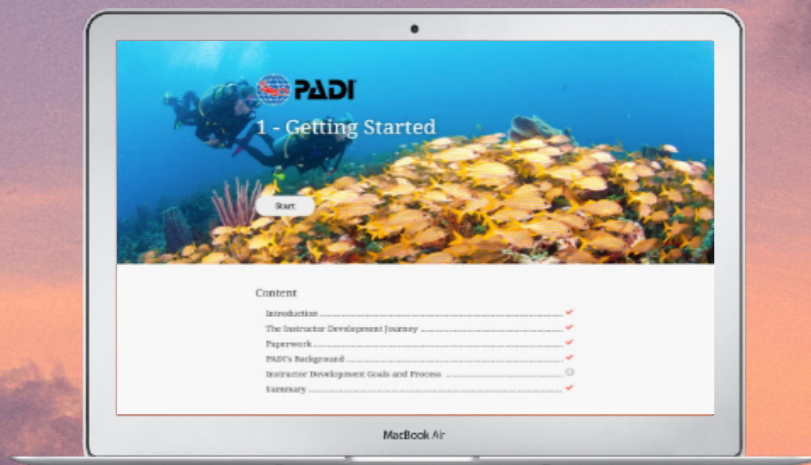 PADI
1 - Getting Started
Start
Content
Introduction
The Instructor Development Journey
Paperwork
PADI's Background
Instructor Development Goals and Process
Summary
MacBook Air